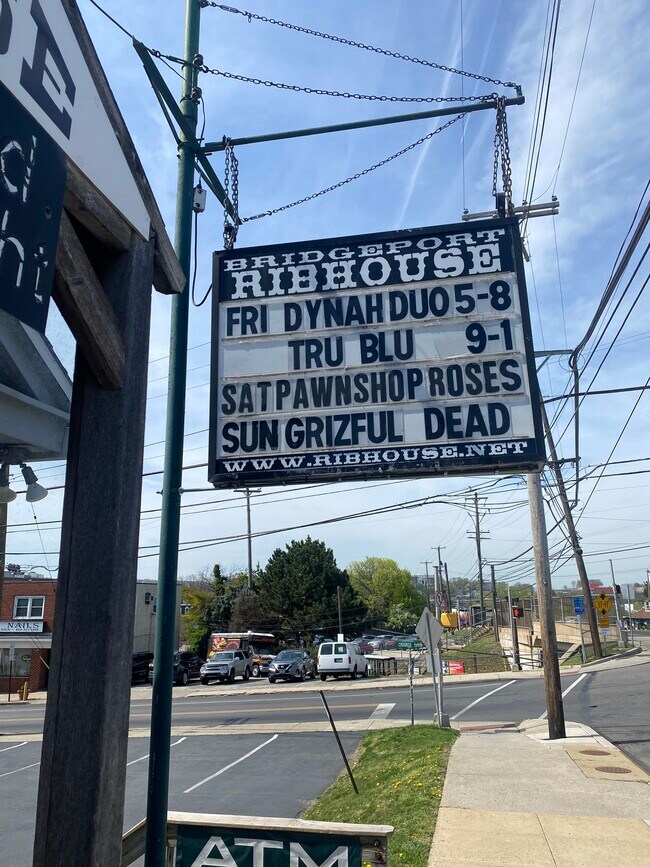 BRIDGEPORT
RIBHOUSE
FRI DYNAH DUO 5-8
TRU BLU 9-1
SAT PAWNSHOP ROSES
SUN GRIZFUL DEAD
WWW.RIBHOUSE.NET
NAILS
ATM